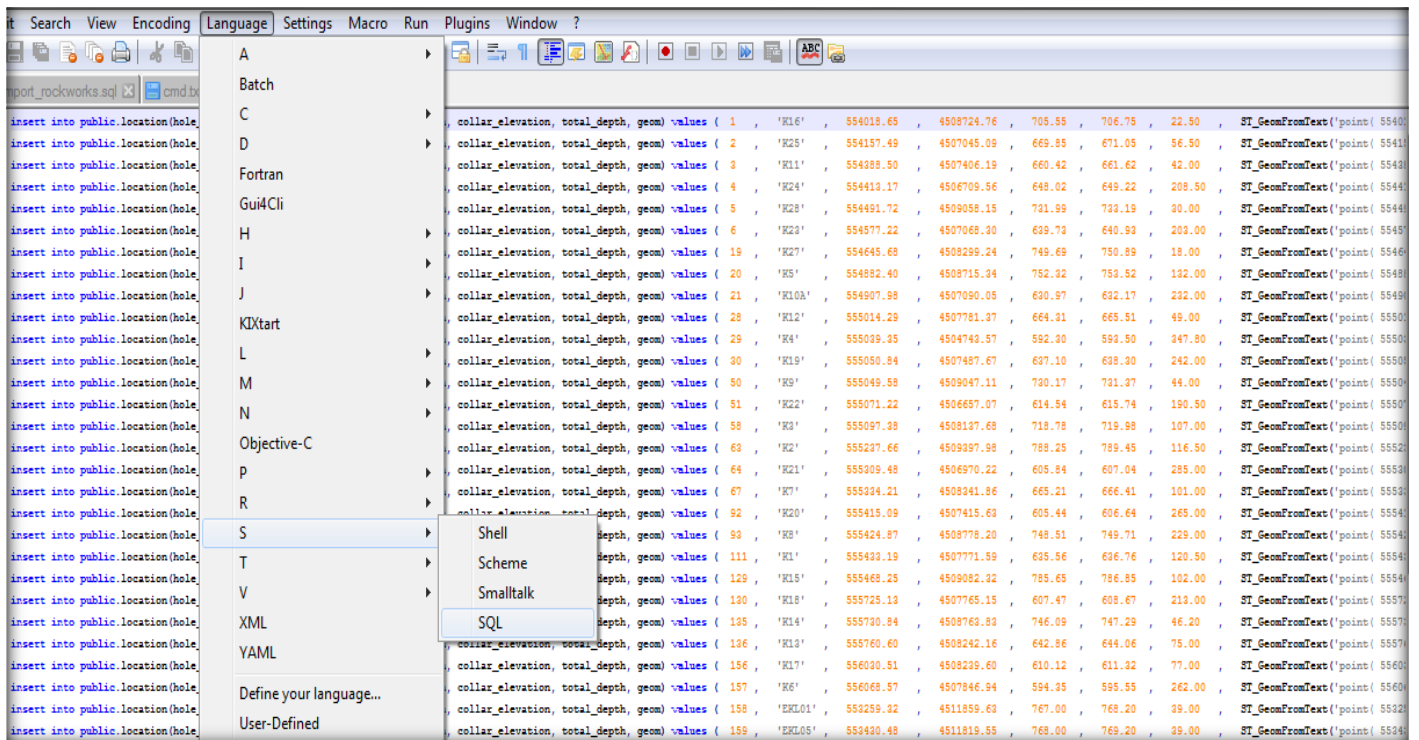 it Search View Encoding Language Settings Macro Run Plugins Window ?
ABC
mport_rockworks.sql cmd.tx
A
Batch
C
D
Fortran
Gui4Cli
H
I
J
KIXtart
L
M
N
Objective-C
P
R
S
T
V
XML
YAML
Define your language...
User-Defined
Shell
Scheme
Smalltalk
SQL
insert into public.location(hole_ , collar_elevation, total_depth, geom) values ( 1 , 'K16' , 554018.65 , 4508724.76 , 705.55 , 706.75 , 22.50 , ST_GeomFromText('point( 5540
insert into public.location(hole_ , collar_elevation, total_depth, geom) values ( 2 , 'K25' , 554157.49 , 4507045.09 , 669.85 , 671.05 , 56.50 , ST_GeomFromText('point( 5541
insert into public.location(hole_ , collar_elevation, total_depth, geom) values ( 3 , 'K11' , 554388.50 , 4507406.19 , 660.42 , 661.62 , 42.00 , ST_GeomFromText('point( 5543
insert into public.location(hole_ , collar_elevation, total_depth, geom) values ( 4 , 'K24' , 554413.17 , 4506709.56 , 648.02 , 649.22 , 208.50 , ST_GeomFromText('point( 5544
insert into public.location(hole_ , collar_elevation, total_depth, geom) values ( 5 , 'K28' , 554491.72 , 4509058.15 , 731.99 , 733.19 , 30.00 , ST_GeomFromText('point( 5544
insert into public.location(hole_ , collar_elevation, total_depth, geom) values ( 6 , 'K23' , 554577.22 , 4507068.30 , 639.73 , 640.93 , 203.00 , ST_GeomFromText('point( 5545
insert into public.location(hole_ , collar_elevation, total_depth, geom) values ( 19 , 'K27' , 554645.68 , 4508299.24 , 749.69 , 750.89 , 18.00 , ST_GeomFromText('point( 5546
insert into public.location(hole_ , collar_elevation, total_depth, geom) values ( 20 , 'K5' , 554882.40 , 4508715.34 , 752.32 , 753.52 , 132.00 , ST_GeomFromText('point( 5548
insert into public.location(hole_ , collar_elevation, total_depth, geom) values ( 21 , 'K10A' , 554907.98 , 4507090.05 , 630.97 , 632.17 , 232.00 , ST_GeomFromText('point( 5549
insert into public.location(hole_ , collar_elevation, total_depth, geom) values ( 28 , 'K12' , 555014.29 , 4507781.37 , 664.31 , 665.51 , 49.00 , ST_GeomFromText('point( 5550
insert into public.location(hole_ , collar_elevation, total_depth, geom) values ( 29 , 'K4' , 555039.35 , 4504743.57 , 592.30 , 593.50 , 347.80 , ST_GeomFromText('point( 5550
insert into public.location(hole_ , collar_elevation, total_depth, geom) values ( 30 , 'K19' , 555050.84 , 4507487.67 , 637.10 , 638.30 , 242.00 , ST_GeomFromText('point( 5550
insert into public.location(hole_ , collar_elevation, total_depth, geom) values ( 50 , 'K9' , 555049.58 , 4509047.11 , 730.17 , 731.37 , 44.00 , ST_GeomFromText('point( 5550
insert into public.location(hole_ , collar_elevation, total_depth, geom) values ( 51 , 'K22' , 555071.22 , 4506657.07 , 614.54 , 615.74 , 190.50 , ST_GeomFromText('point( 5550
insert into public.location(hole_ , collar_elevation, total_depth, geom) values ( 58 , 'K3' , 555097.38 , 4508137.68 , 718.78 , 719.98 , 107.00 , ST_GeomFromText('point( 5550
insert into public.location(hole_ , collar_elevation, total_depth, geom) values ( 63 , 'K2' , 555237.66 , 4509397.98 , 788.25 , 789.45 , 116.50 , ST_GeomFromText('point( 5552
insert into public.location(hole_ , collar_elevation, total_depth, geom) values ( 64 , 'K21' , 555309.48 , 4506970.22 , 605.84 , 607.04 , 285.00 , ST_GeomFromText('point( 5553
insert into public.location(hole_ , collar_elevation, total_depth, geom) values ( 67 , 'K7' , 555334.21 , 4508341.86 , 665.21 , 666.41 , 101.00 , ST_GeomFromText('point( 5553
insert into public.location(hole_ , collar_elevation, total_depth, geom) values ( 92 , 'K20' , 555415.09 , 4507415.63 , 605.44 , 606.64 , 265.00 , ST_GeomFromText('point( 5554
insert into public.location(hole_ depth, geom) values ( 93 , 'K8' , 555424.87 , 4508778.20 , 748.51 , 749.71 , 229.00 , ST_GeomFromText('point( 5554
insert into public.location(hole_ depth, geom) values ( 111 , 'K1' , 555433.19 , 4507771.59 , 635.56 , 636.76 , 120.50 , ST_GeomFromText('point( 5554
insert into public.location(hole_ depth, geom) values ( 129 , 'K15' , 555468.25 , 4509082.32 , 785.65 , 786.85 , 102.00 , ST_GeomFromText('point( 5554
insert into public.location(hole_ depth, geom) values ( 130 , 'K18' , 555725.13 , 4507765.15 , 607.47 , 608.67 , 213.00 , ST_GeomFromText('point( 5557
insert into public.location(hole_ depth, geom) values ( 135 , 'K14' , 555730.84 , 4508763.83 , 746.09 , 747.29 , 46.20 , ST_GeomFromText('point( 5557
insert into public.location(hole_ , collar_elevation, total_depth, geom) values ( 136 , 'K13' , 555760.60 , 4508242.16 , 642.86 , 644.06 , 75.00 , ST_GeomFromText('point( 5557
insert into public.location(hole_ , collar_elevation, total_depth, geom) values ( 156 , 'K17' , 556030.51 , 4508239.60 , 610.12 , 611.32 , 77.00 , ST_GeomFromText('point( 5560
insert into public.location(hole_ , collar_elevation, total_depth, geom) values ( 157 , 'K6' , 556068.57 , 4507846.94 , 594.35 , 595.55 , 262.00 , ST_GeomFromText('point( 5560
insert into public.location(hole_ , collar_elevation, total_depth, geom) values ( 158 , 'EKL01' , 553259.32 , 4511859.63 , 767.00 , 768.20 , 39.00 , ST_GeomFromText('point( 5532
insert into public.location(hole_ , collar_elevation, total_depth, geom) values ( 159 , 'EKL05' , 553430.48 , 4511819.55 , 768.00 , 769.20 , 39.00 , ST_GeomFromText('point( 5534